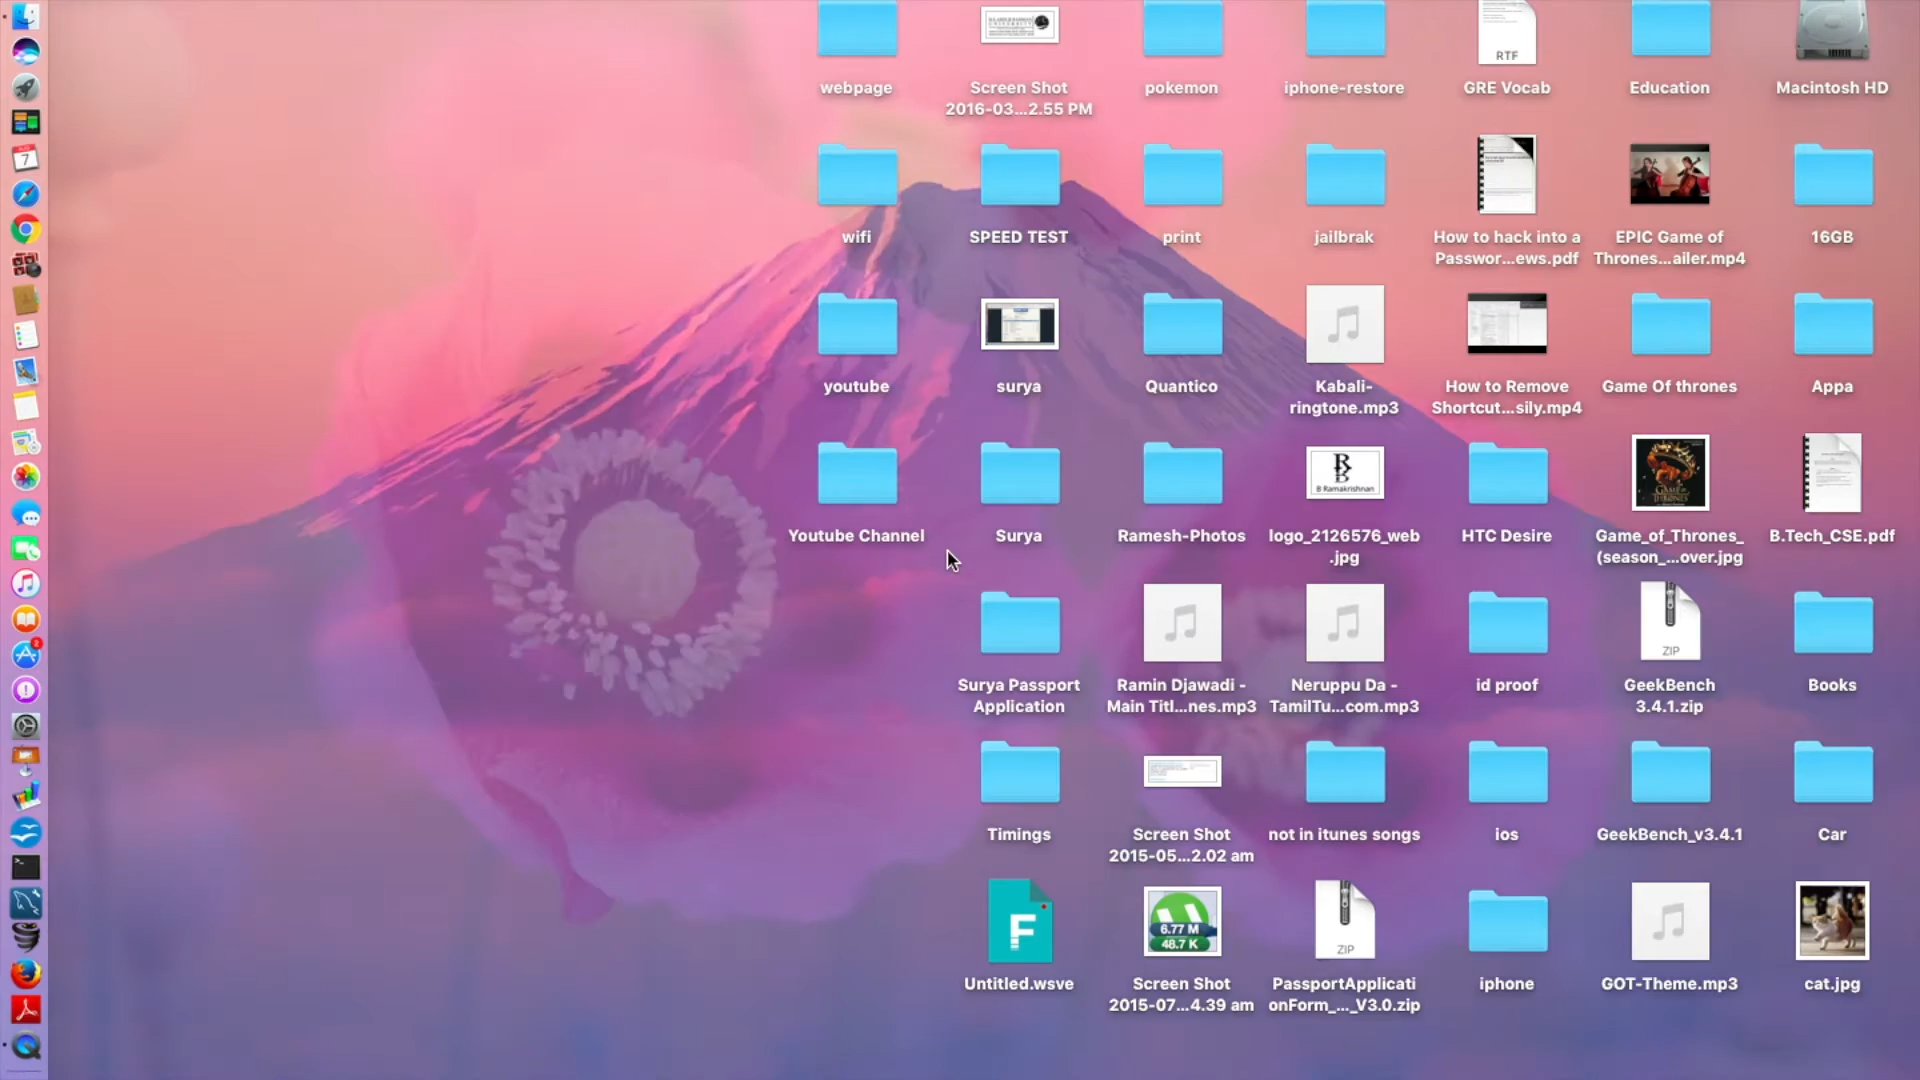 webpage
Screen Shot
2016-03...2.55 PM
pokemon
iphone-restore
RTF
GRE Vocab
Education
Macintosh HD
7
wifi
SPEED TEST
print
jailbrak
How to hack into a
Passwor...ews.pdf
EPIC Game of
Thrones...ailer.mp4
16GB
youtube
surya
Quantico
Kabali-
ringtone.mp3
How to Remove
Shortcut...sily.mp4
Game Of thrones
Appa
Youtube Channel
Surya
Ramesh-Photos
B Ramakrishnan
logo_2126576_web
.jpg
HTC Desire
Game_of_Thrones_
(season_...over.jpg
B.Tech_CSE.pdf
2
Surya Passport
Application
Ramin Djawadi -
Main Titl...nes.mp3
Neruppu Da -
TamilTu...com.mp3
id proof
ZIP
GeekBench
3.4.1.zip
Books
Timings
Screen Shot
2015-05...2.02 am
not in itunes songs
ios
GeekBench_v3.4.1
Car
F
Untitled.wsve
6.77 M
48.7 K
Screen Shot
2015-07...4.39 am
ZIP
PassportApplicati
onForm_..._V3.0.zip
iphone
GOT-Theme.mp3
cat.jpg